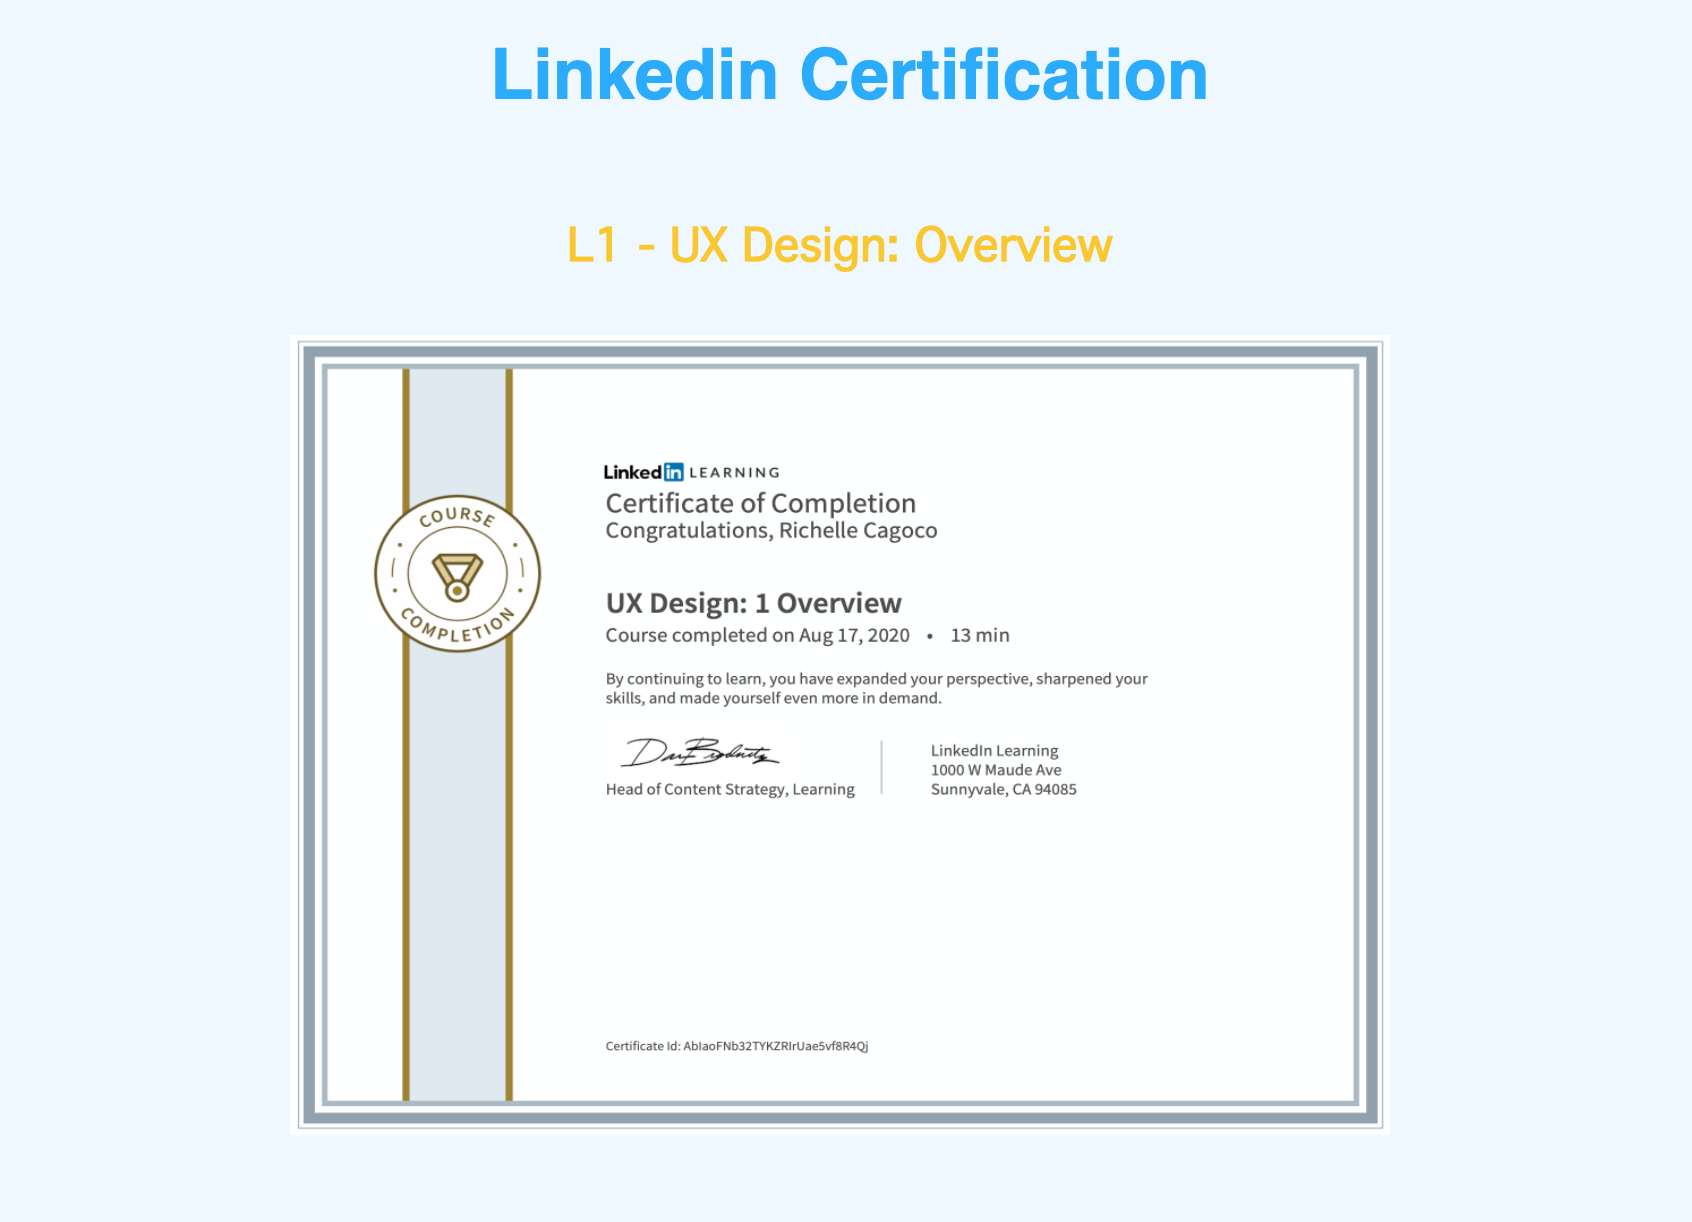 Linkedin Certification
L1 - UX Design: Overview
LinkedIn LEARNING
Certificate of Completion
Congratulations, Richelle Cagoco
COURSE
COMPLETION
UX Design: 1 Overview
Course completed on Aug 17, 2020 • 13 min
By continuing to learn, you have expanded your perspective, sharpened your
skills, and made yourself even more in demand.
Head of Content Strategy, Learning
LinkedIn Learning
1000 W Maude Ave
Sunnyvale, CA 94085
Certificate Id: AbIaoFNb32TYKZRIrUae5vf8R4Qj